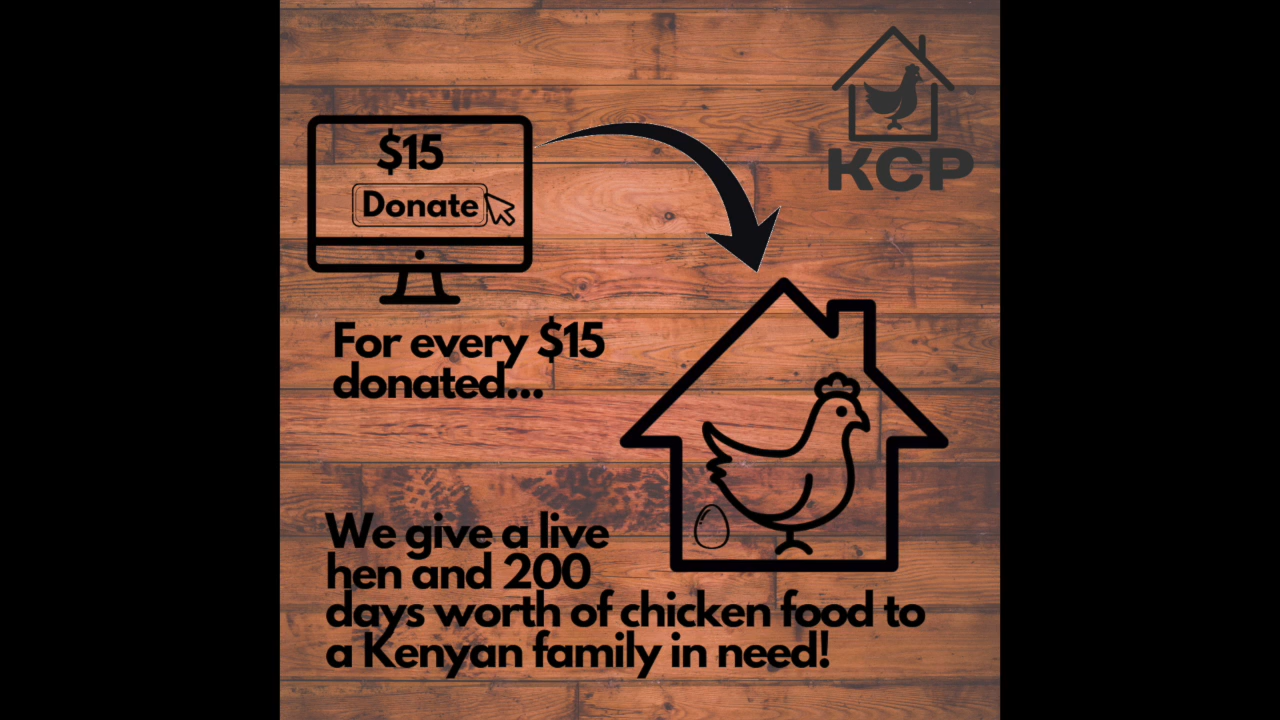 KCP
$15
Donate
For every $15
donated...
We give a live
hen and 200
days worth of chicken food to
a Kenyan family in need!